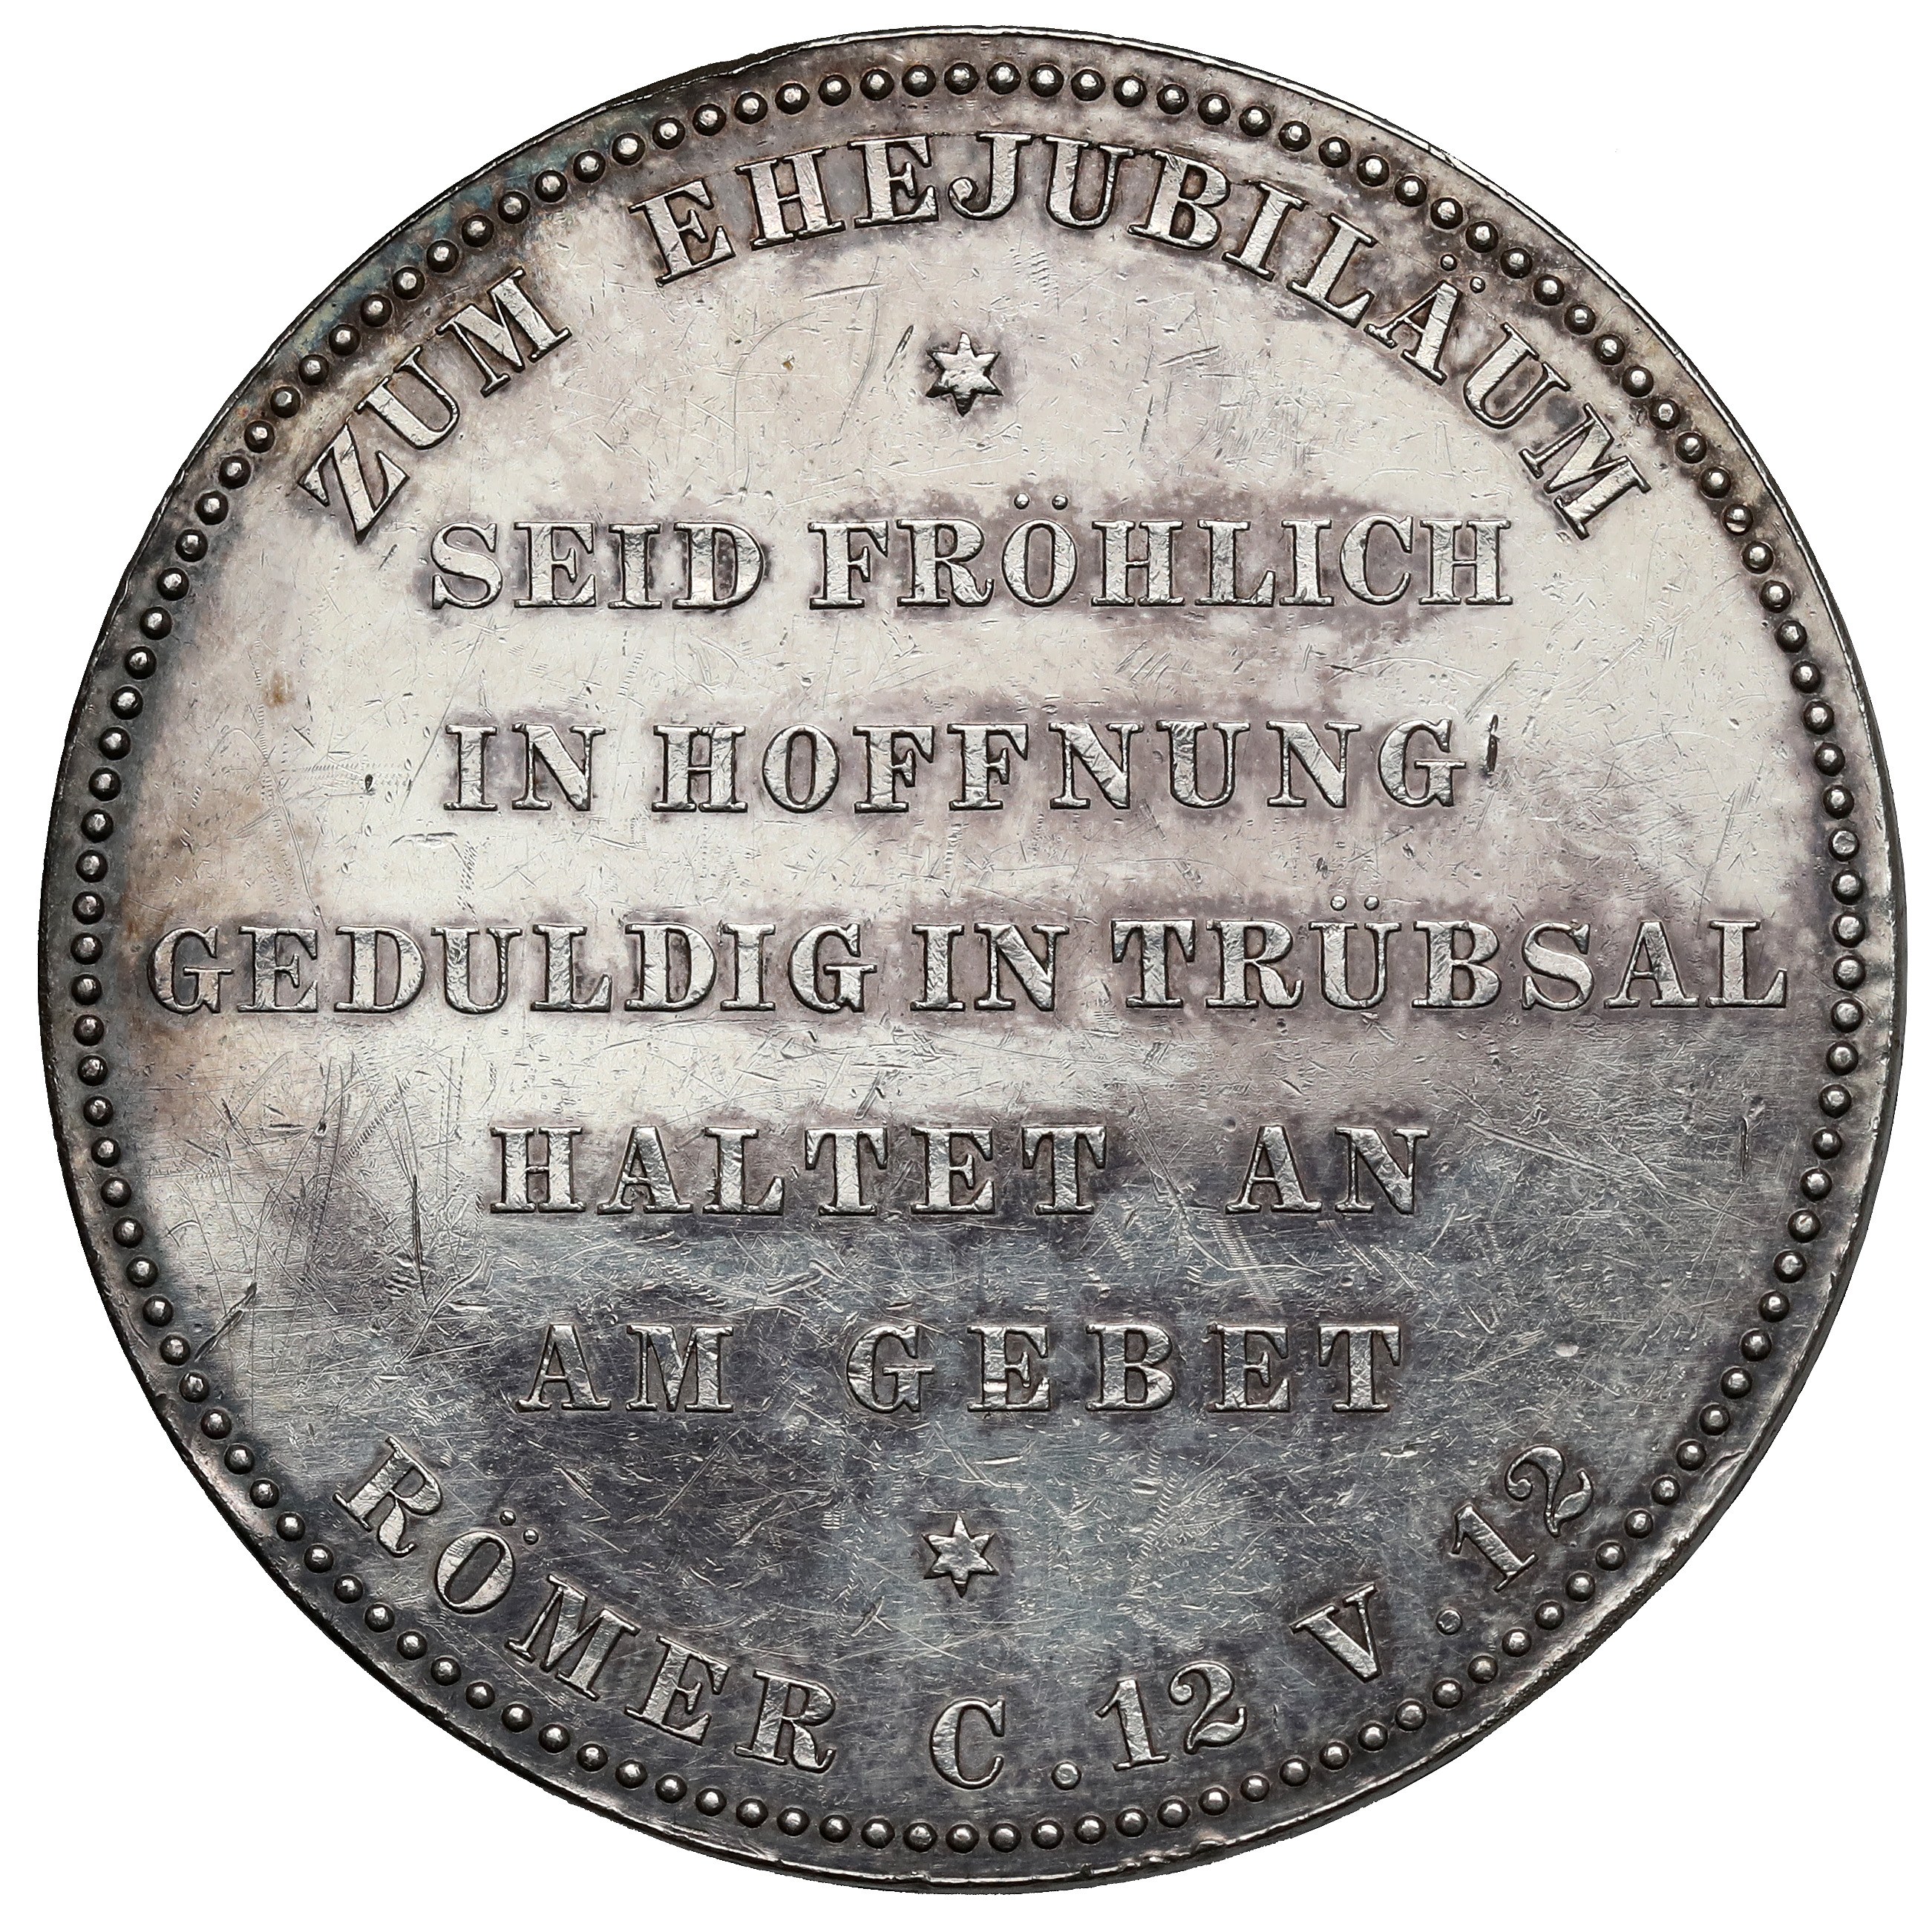 ZUM EHEJUBILÄUM
SEID FRÖHLICH
IN HOFFNUNG
GEDULDIG IN TRÜBSAL
HALTET AN
AM GEBET
RÖMER C. 12 V. 12